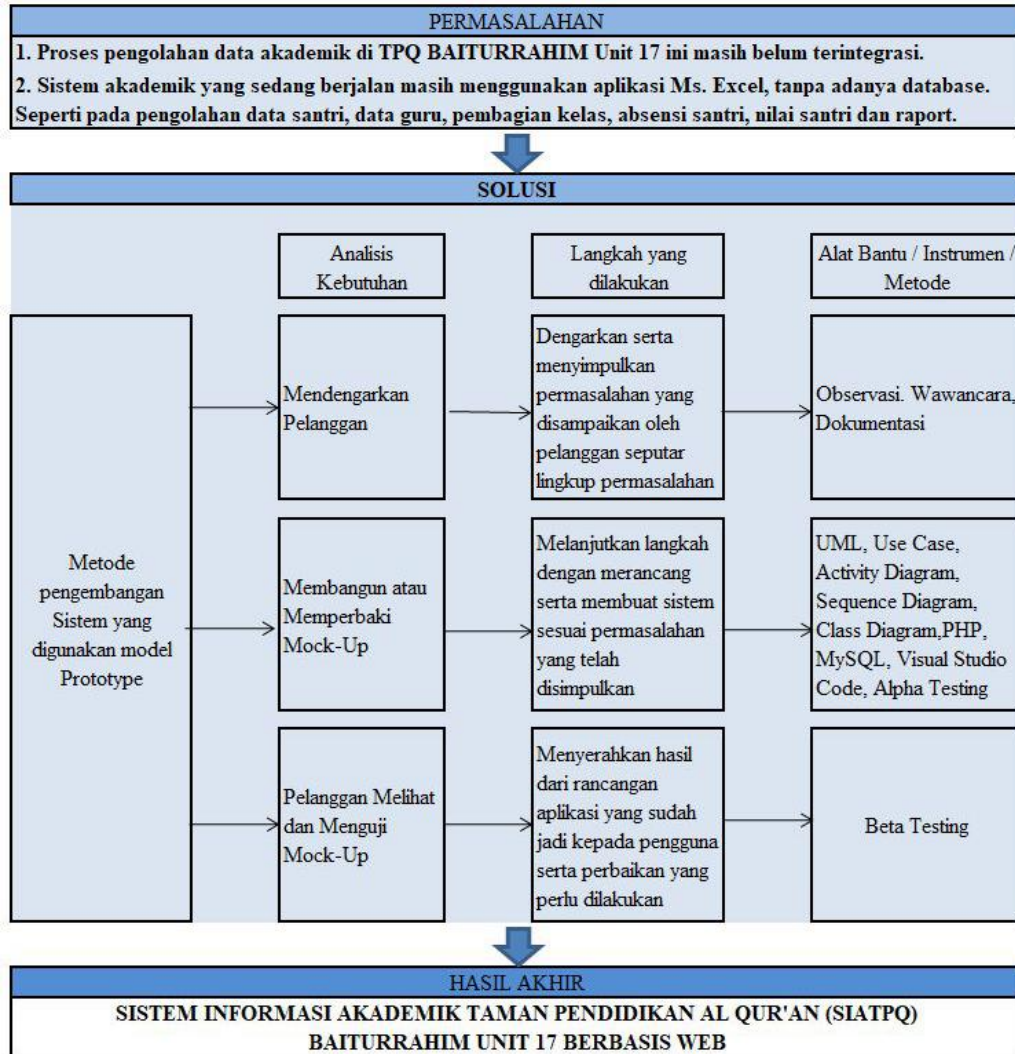 PERMASALAHAN
1. Proses pengolahan data akademik di TPQ BAITURRAHIM Unit 17 ini masih belum terintegrasi.
2. Sistem akademik yang sedang berjalan masih menggunakan aplikasi Ms. Excel, tanpa adanya database.
Seperti pada pengolahan data santri, data guru, pembagian kelas, absensi santri, nilai santri dan raport.
SOLUSI
Analisis
Kebutuhan
Langkah yang
dilakukan
Alat Bantu / Instrumen /
Metode
Metode
pengembangan
Sistem yang
digunakan model
Prototype
Mendengarkan
Pelanggan
Dengarkan serta
menyimpulkan
permasalahan yang
disampaikan oleh
pelanggan seputar
lingkup permasalahan
Observasi. Wawancara,
Dokumentasi
Membangun atau
Memperbaki
Mock-Up
Melanjutkan langkah
dengan merancang
serta membuat sistem
sesuai permasalahan
yang telah
disimpulkan
UML, Use Case,
Activity Diagram,
Sequence Diagram,
Class Diagram,PHP,
MySQL, Visual Studio
Code, Alpha Testing
Pelanggan Melihat
dan Menguji
Mock-Up
Menyerahkan hasil
dari rancangan
aplikasi yang sudah
jadi kepada pengguna
serta perbaikan yang
perlu dilakukan
Beta Testing
HASIL AKHIR
SISTEM INFORMASI AKADEMIK TAMAN PENDIDIKAN AL QUR'AN (SIATPQ)
BAITURRAHIM UNIT 17 BERBASIS WEB